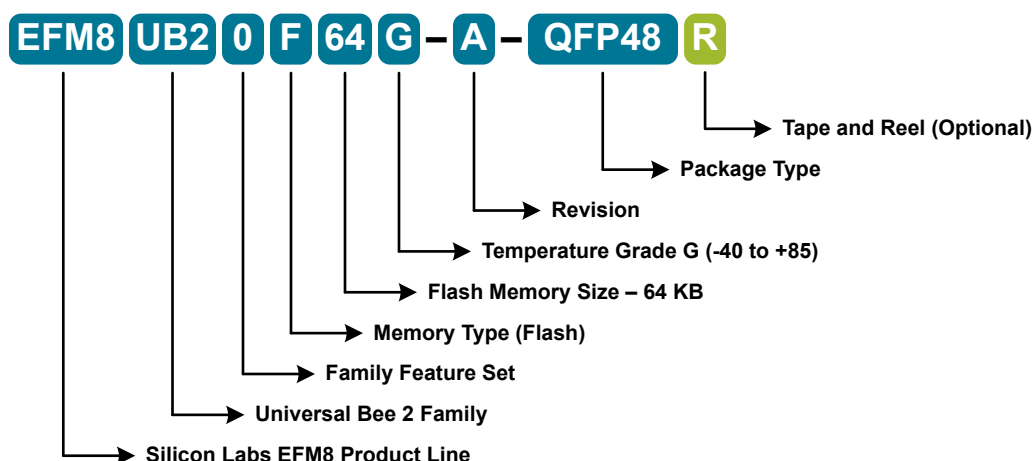 EFM8 UB2 0 F 64 G – A – QFP48 R
Tape and Reel (Optional)
Package Type
Revision
Temperature Grade G (-40 to +85)
Flash Memory Size – 64 KB
Memory Type (Flash)
Family Feature Set
Universal Bee 2 Family
Silicon Labs EFM8 Product Line